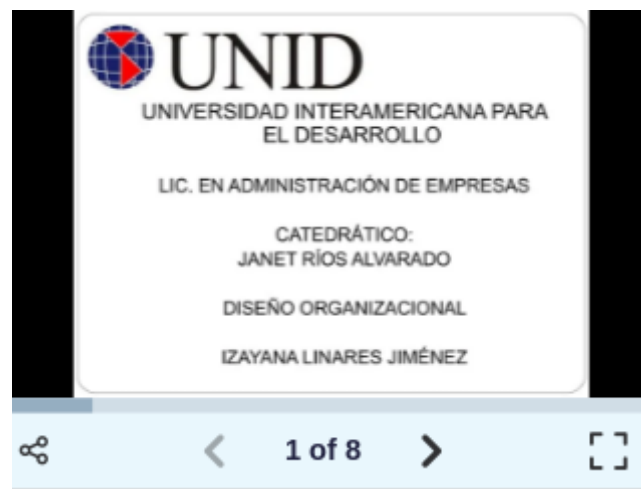 UNID
UNIVERSIDAD INTERAMERICANA PARA
EL DESARROLLO
LIC. EN ADMINISTRACIÓN DE EMPRESAS
CATEDRÁTICO:
JANET RÍOS ALVARADO
DISEÑO ORGANIZACIONAL
IZAYANA LINARES JIMÉNEZ
1 of 8